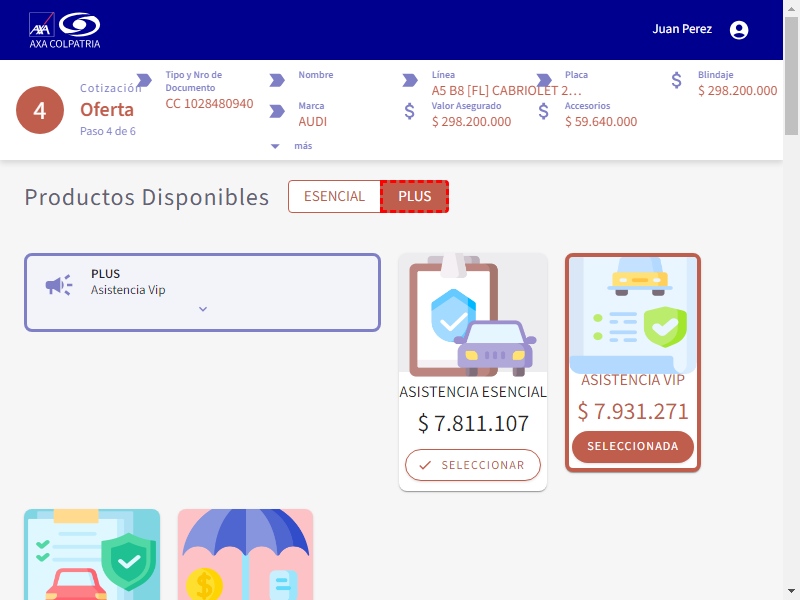 AXA
AXA COLPATRIA
Juan Perez
4
Cotización
Oferta
Paso 4 de 6
Tipo y Nro de
Documento
CC 1028480940
Nombre
Marca
AUDI
más
Línea
A5 B8 [FL] CABRIOLET 2…
Valor Asegurado
$ 298.200.000
Placa
Accesorios
$ 59.640.000
Blindaje
$ 298.200.000
Productos Disponibles
ESENCIAL
PLUS
PLUS
Asistencia Vip
ASISTENCIA ESENCIAL
$ 7.811.107
SELECCIONAR
ASISTENCIA VIP
$ 7.931.271
SELECCIONADA